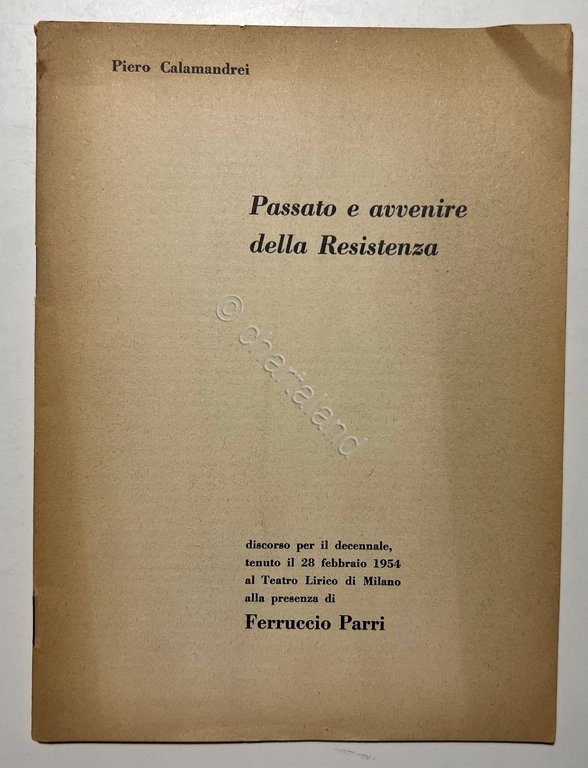 Piero Calamandrei
Passato e avvenire
della Resistenza
© chartaland
discorso per il decennale,
tenuto il 28 febbraio 1954
al Teatro Lirico di Milano
alla presenza di
Ferruccio Parri